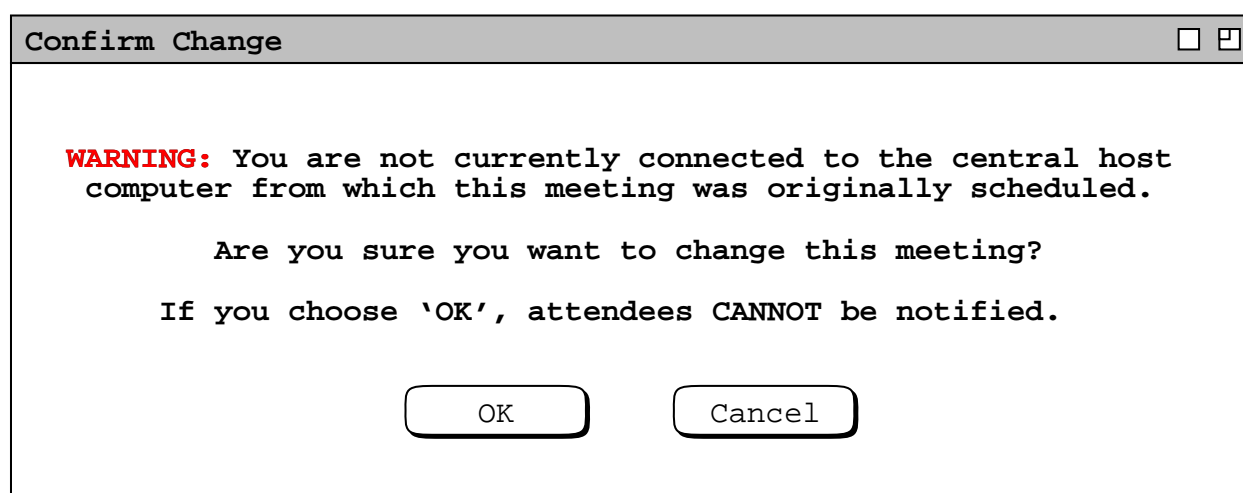 Confirm Change
WARNING: You are not currently connected to the central host
computer from which this meeting was originally scheduled.
Are you sure you want to change this meeting?
If you choose ‘OK’, attendees CANNOT be notified.
OK Cancel